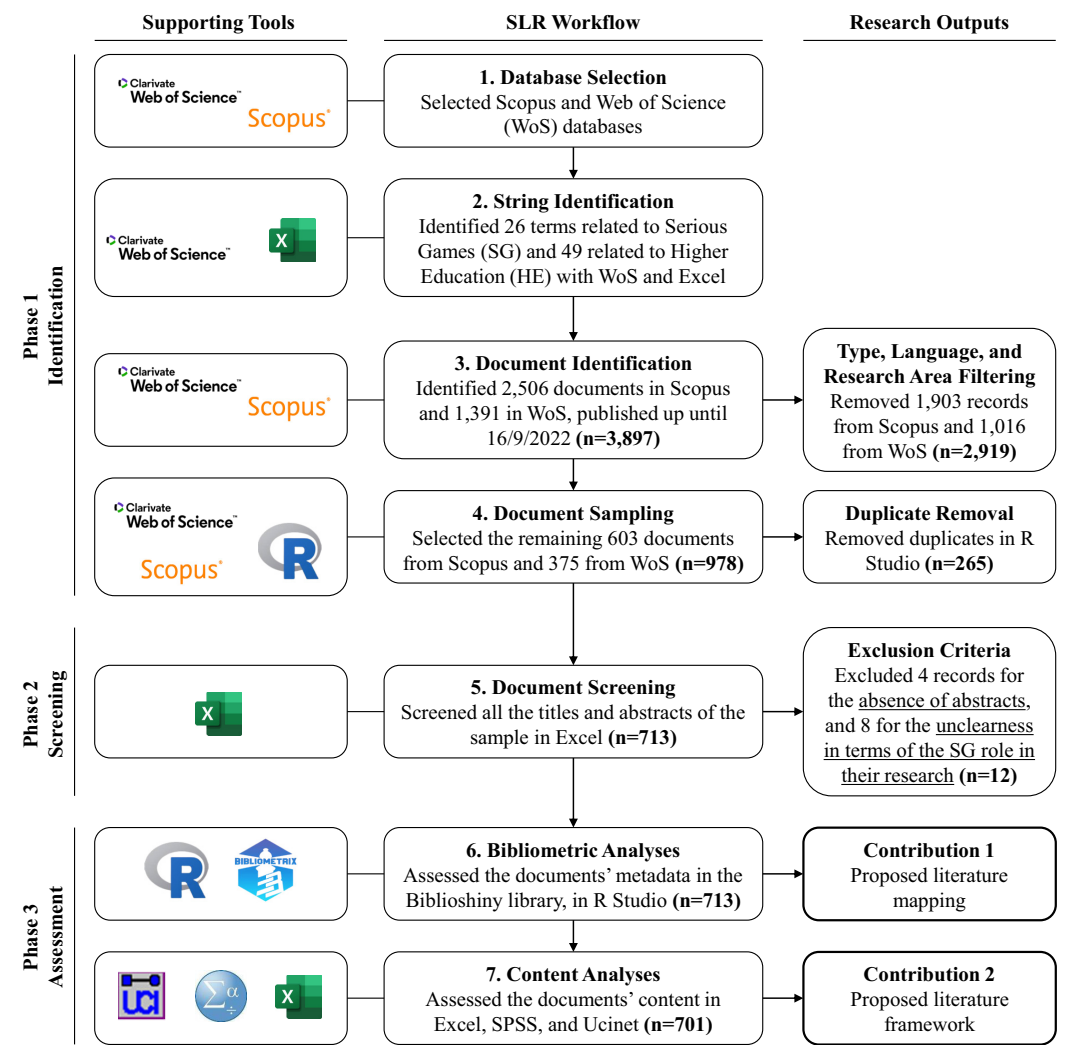 Supporting Tools
SLR Workflow
Research Outputs
Phase 1
Identification
Clarivate
Web of Science™
Scopus®
1. Database Selection
Selected Scopus and Web of Science
(WoS) databases
Clarivate
Web of Science™
X
2. String Identification
Identified 26 terms related to Serious
Games (SG) and 49 related to Higher
Education (HE) with WoS and Excel
Clarivate
Web of Science™
Scopus®
3. Document Identification
Identified 2,506 documents in Scopus
and 1,391 in WoS, published up until
16/9/2022 (n=3,897)
Type, Language, and
Research Area Filtering
Removed 1,903 records
from Scopus and 1,016
from WoS (n=2,919)
Clarivate
Web of Science™
Scopus®
R
4. Document Sampling
Selected the remaining 603 documents
from Scopus and 375 from WoS (n=978)
Duplicate Removal
Removed duplicates in R
Studio (n=265)
Phase 2
Screening
X
5. Document Screening
Screened all the titles and abstracts of the
sample in Excel (n=713)
Exclusion Criteria
Excluded 4 records for
the absence of abstracts,
and 8 for the unclearness
in terms of the SG role in
their research (n=12)
Phase 3
Assessment
R
BIBLIOMETRIX
6. Bibliometric Analyses
Assessed the documents’ metadata in the
Biblioshiny library, in R Studio (n=713)
Contribution 1
Proposed literature
mapping
UCI
Σ α ÷
X
7. Content Analyses
Assessed the documents’ content in
Excel, SPSS, and Ucinet (n=701)
Contribution 2
Proposed literature
framework